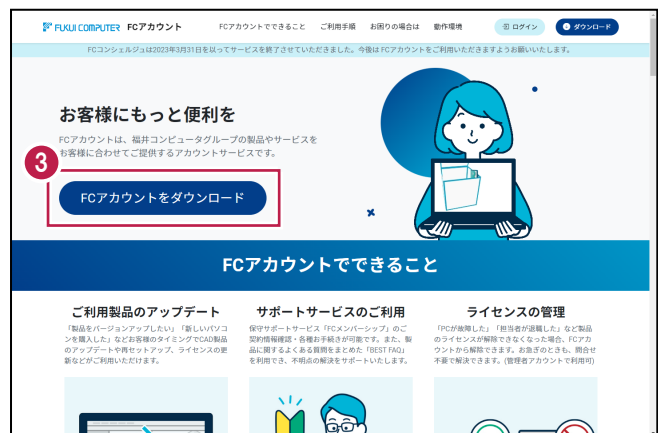 FUKUI COMPUTER FCアカウント FCアカウントでできること ご利用手順 お困りの場合は 動作環境 ログイン ダウンロード
FCコンシェルジュは2023年3月31日を以ってサービスを終了させていただきました。今後はFCアカウントをご利用いただきますようお願いいたします。
お客様にもっと便利を
FCアカウントは、福井コンピュータグループの製品やサービスを
お客様に合わせてご提供するアカウントサービスです。
3
FCアカウントをダウンロード
FCアカウントでできること
ご利用製品のアップデート
「製品をバージョンアップしたい」「新しいパソコ
ンを購入した」などお客様のタイミングでCAD製品
のアップデートや再セットアップ、ライセンスの更
新などがご利用いただけます。
サポートサービスのご利用
保守サポートサービス「FCメンバーシップ」のご
契約情報確認・各種お手続きが可能です。また、製
品に関するよくある質問をまとめた「BEST FAQ」
を利用でき、不明点の解決をサポートいたします。
ライセンスの管理
「PCが故障した」「担当者が退職した」など製品
のライセンスが解除できなくなった場合、FCアカ
ウントから解除できます。お急ぎのときも、問合せ
不要で解決できます。(管理者アカウントで利用可)